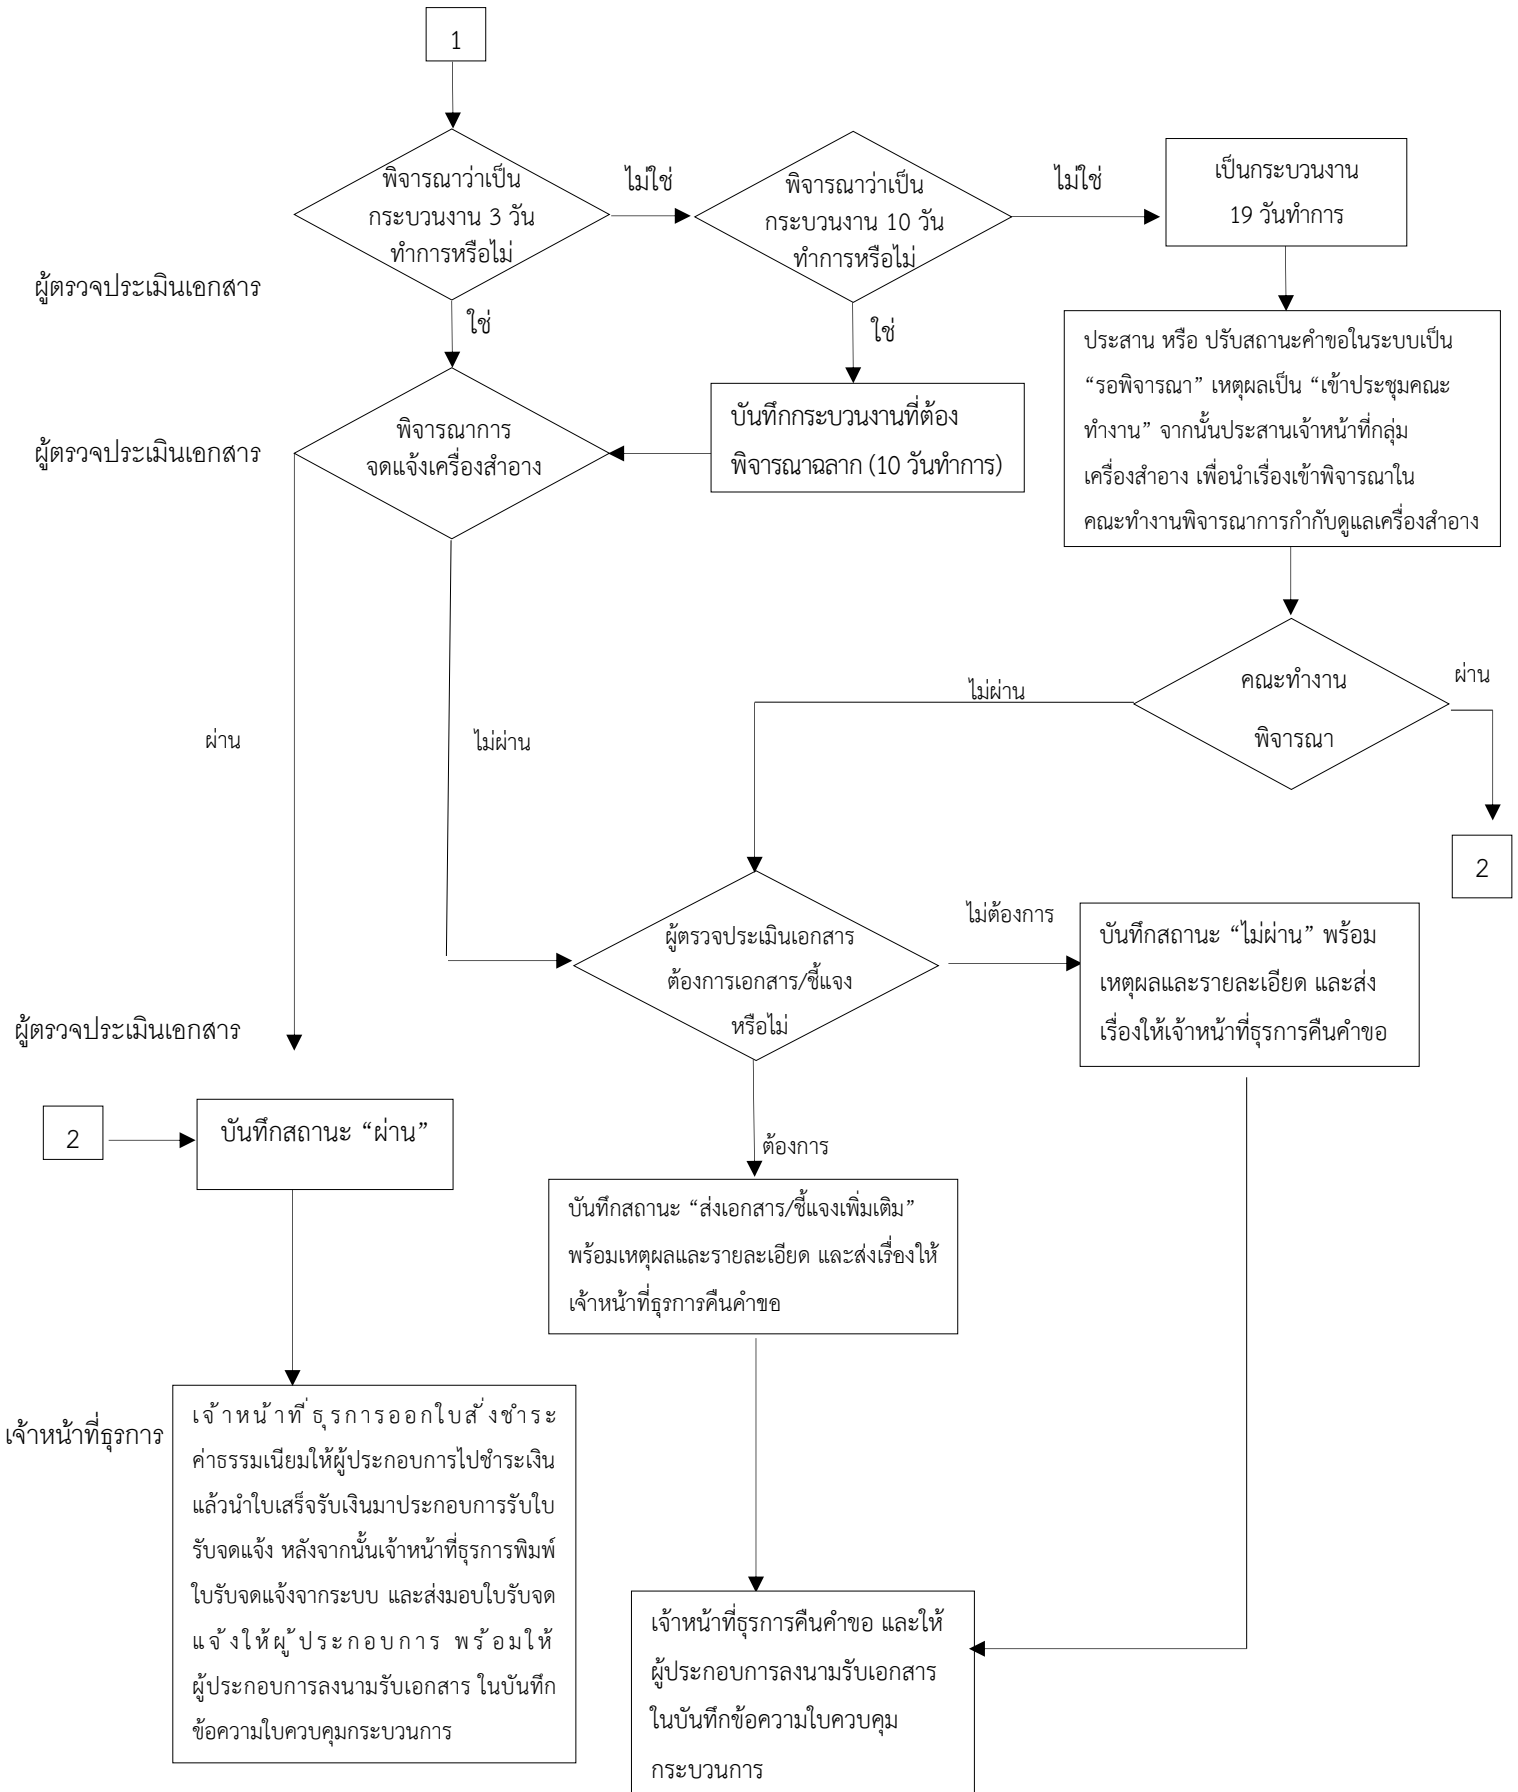 1
พิจารณาว่าเป็น
กระบวนงาน 3 วัน
ทำการหรือไม่
ไม่ใช่
พิจารณาว่าเป็น
กระบวนงาน 10 วัน
ทำการหรือไม่
ไม่ใช่
เป็นกระบวนงาน
19 วันทำการ
ผู้ตรวจประเมินเอกสาร
ใช่
ใช่
ประสาน หรือ ปรับสถานะคำขอในระบบเป็น
“รอพิจารณา” เหตุผลเป็น “เข้าประชุมคณะ
ทำงาน” จากนั้นประสานเจ้าหน้าที่กลุ่ม
เครื่องสำอาง เพื่อนำเรื่องเข้าพิจารณาใน
คณะทำงานพิจารณาการกำกับดูแลเครื่องสำอาง
ผู้ตรวจประเมินเอกสาร
พิจารณาการ
จดแจ้งเครื่องสำอาง
บันทึกกระบวนงานที่ต้อง
พิจารณาฉลาก (10 วันทำการ)
คณะทำงาน
พิจารณา
ไม่ผ่าน
ผ่าน
ผ่าน
ไม่ผ่าน
2
ผู้ตรวจประเมินเอกสาร
ต้องการเอกสาร/ชี้แจง
หรือไม่
ไม่ต้องการ
บันทึกสถานะ “ไม่ผ่าน” พร้อม
เหตุผลและรายละเอียด และส่ง
เรื่องให้เจ้าหน้าที่ธุรการคืนคำขอ
ผู้ตรวจประเมินเอกสาร
2
บันทึกสถานะ “ผ่าน”
ต้องการ
บันทึกสถานะ “ส่งเอกสาร/ชี้แจงเพิ่มเติม”
พร้อมเหตุผลและรายละเอียด และส่งเรื่องให้
เจ้าหน้าที่ธุรการคืนคำขอ
เจ้าหน้าที่ธุรการ
เจ้าหน้าที่ธุรการออกใบสั่งชำระ
ค่าธรรมเนียมให้ผู้ประกอบการไปชำระเงิน
แล้วนำใบเสร็จรับเงินมาประกอบการรับใบ
รับจดแจ้ง หลังจากนั้นเจ้าหน้าที่ธุรการพิมพ์
ใบรับจดแจ้งจากระบบ และส่งมอบใบรับจด
แจ้งให้ผู้ประกอบการ พร้อมให้
ผู้ประกอบการลงนามรับเอกสาร ในบันทึก
ข้อความใบควบคุมกระบวนการ
เจ้าหน้าที่ธุรการคืนคำขอ และให้
ผู้ประกอบการลงนามรับเอกสาร
ในบันทึกข้อความใบควบคุม
กระบวนการ